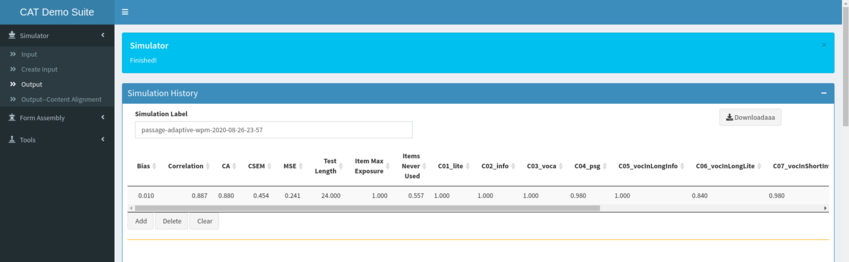 CAT Demo Suite
Simulator
Input
Create Input
Output
Output--Content Alignment
Form Assembly
Tools
Simulator
×
Finished!
Simulation History
Simulation Label
passage-adaptive-wpm-2020-08-26-23-57
Downloadaaa
Bias Correlation CA CSEM MSE Test Length Item Max Exposure Items Never Used C01_lite C02_info C03_voca C04_psg C05_vocInLongInfo C06_vocInLongLite C07_vocInShortIn
0.010 0.887 0.880 0.454 0.241 24.000 1.000 0.557 1.000 1.000 1.000 0.980 1.000 0.840 0.980
Add Delete Clear